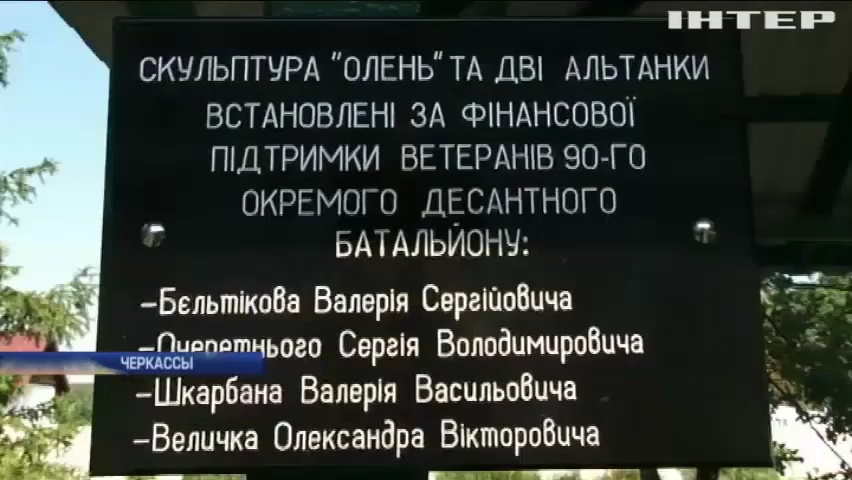 ІНТЕР
СКУЛЬПТУРА "ОЛЕНЬ" ТА ДВІ АЛЬТАНКИ
ВСТАНОВЛЕНІ ЗА ФІНАНСОВОЇ
ПІДТРИМКИ ВЕТЕРАНІВ 90-ГО
ОКРЕМОГО ДЕСАНТНОГО
БАТАЛЬЙОНУ:
–Бєльтікова Валерія Сергійовича
–Очеретнього Сергія Володимировича
ЧЕРКАССЫ
–Шкарбана Валерія Васильовича
–Величка Олександра Вікторовича